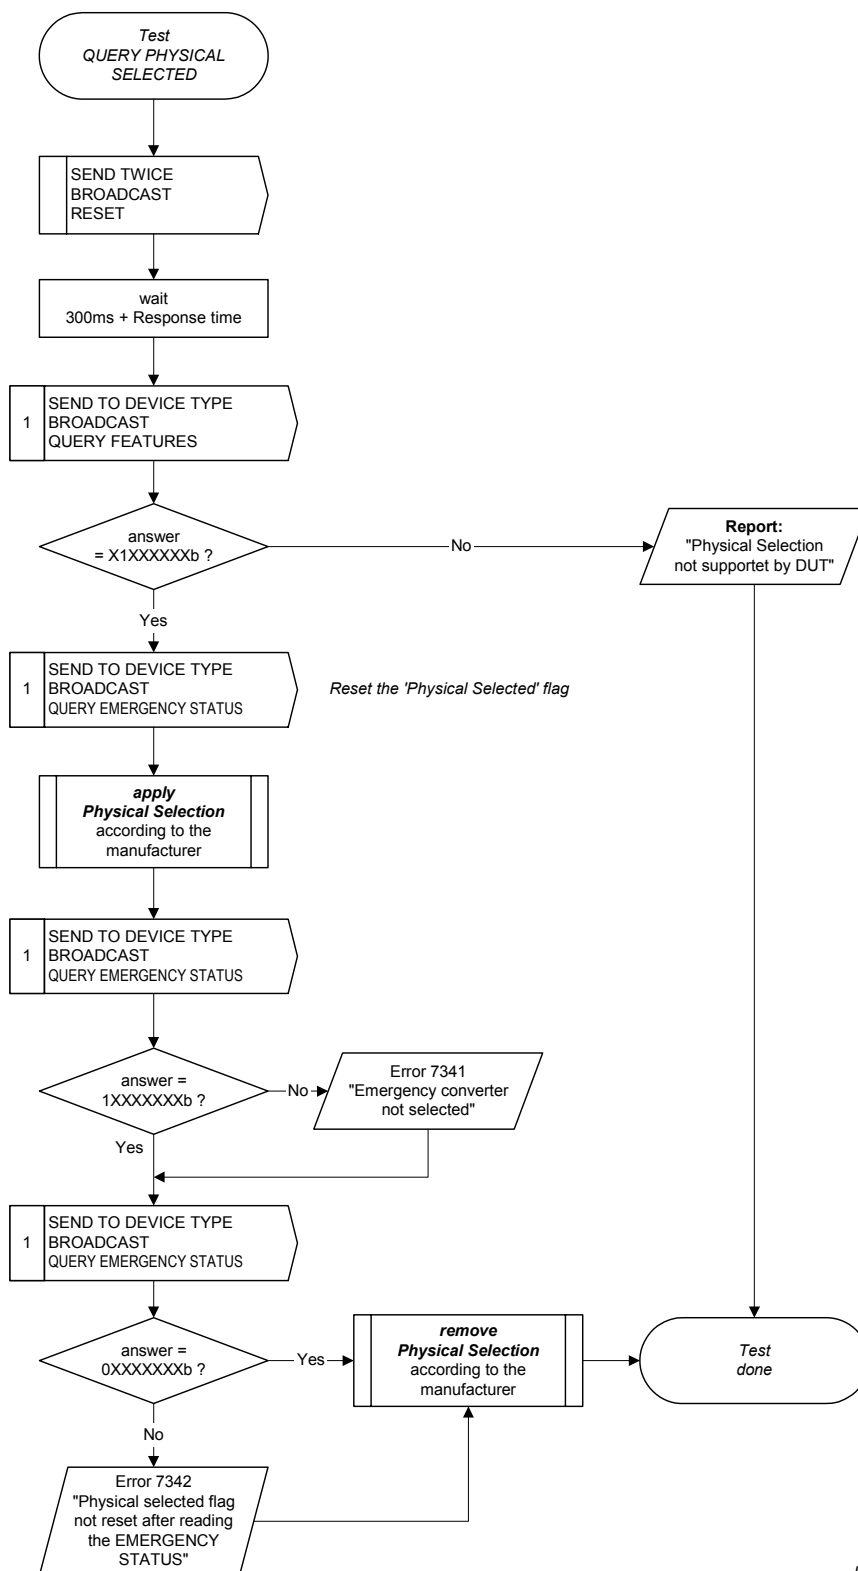 Test
QUERY PHYSICAL
SELECTED
SEND TWICE
BROADCAST
RESET
wait
300ms + Response time
1
SEND TO DEVICE TYPE
BROADCAST
QUERY FEATURES
answer
= X1XXXXXXb ?
No
Report:
"Physical Selection
not supportet by DUT"
Yes
1
SEND TO DEVICE TYPE
BROADCAST
QUERY EMERGENCY STATUS
Reset the 'Physical Selected' flag
apply
Physical Selection
according to the
manufacturer
1
SEND TO DEVICE TYPE
BROADCAST
QUERY EMERGENCY STATUS
answer =
1XXXXXXXb ?
No
Error 7341
"Emergency converter
not selected"
Yes
1
SEND TO DEVICE TYPE
BROADCAST
QUERY EMERGENCY STATUS
answer =
0XXXXXXXb ?
Yes
remove
Physical Selection
according to the
manufacturer
Test
done
No
Error 7342
"Physical selected flag
not reset after reading
the EMERGENCY
STATUS"